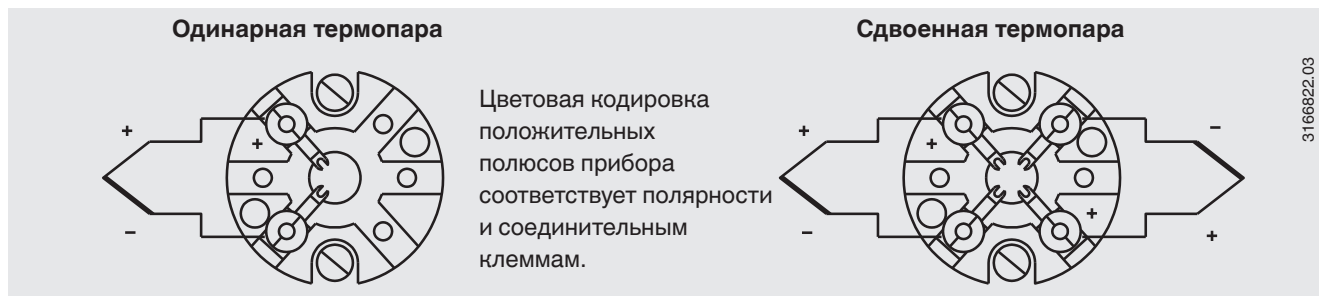 Одинарная термопара
Сдвоенная термопара
+
+
–
Цветовая кодировка
положительных
полюсов прибора
соответствует полярности
и соединительным
клеммам.
+
+
–
–
+
+
3166822.03